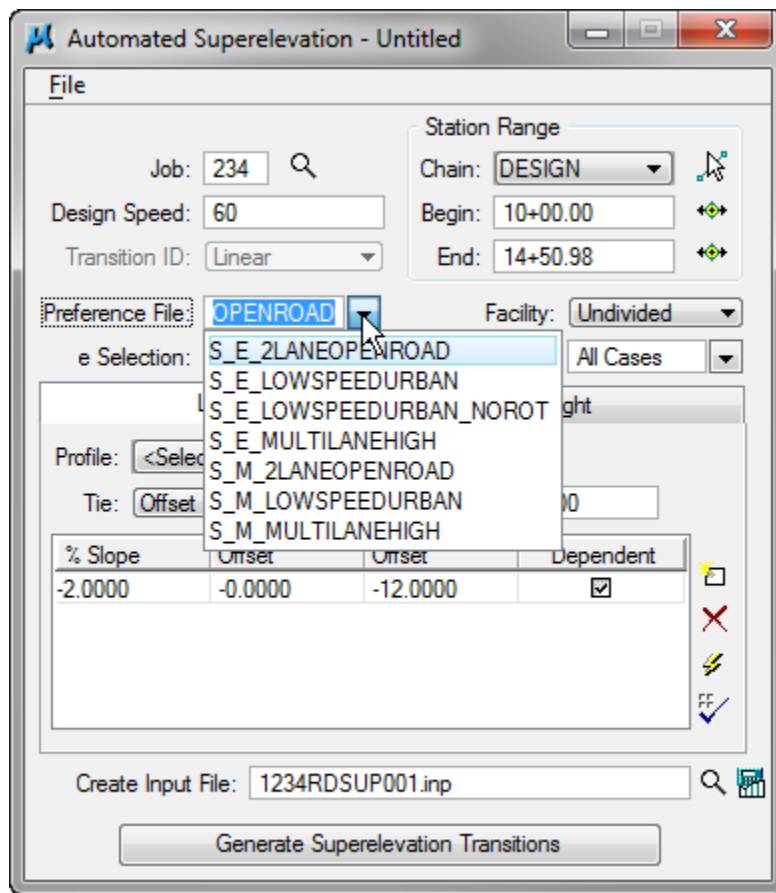 Automated Superelevation - Untitled
File
Station Range
Job: 234
Chain: DESIGN
Design Speed: 60
Begin: 10+00.00
Transition ID: Linear
End: 14+50.98
Preference File: OPENROAD
Facility: Undivided
e Selection:
All Cases
S_E_2LANEOPENROAD
S_E_LOWSPEEDURBAN
S_E_LOWSPEEDURBAN_NOROT
S_E_MULTILANEHIGH
S_M_2LANEOPENROAD
S_M_LOWSPEEDURBAN
S_M_MULTILANEHIGH
Profile:
Tie: Offset
% Slope Offset Offset Dependent
-2.0000 -0.0000 -12.0000
Create Input File: 1234RDSUP001.inp
Generate Superelevation Transitions